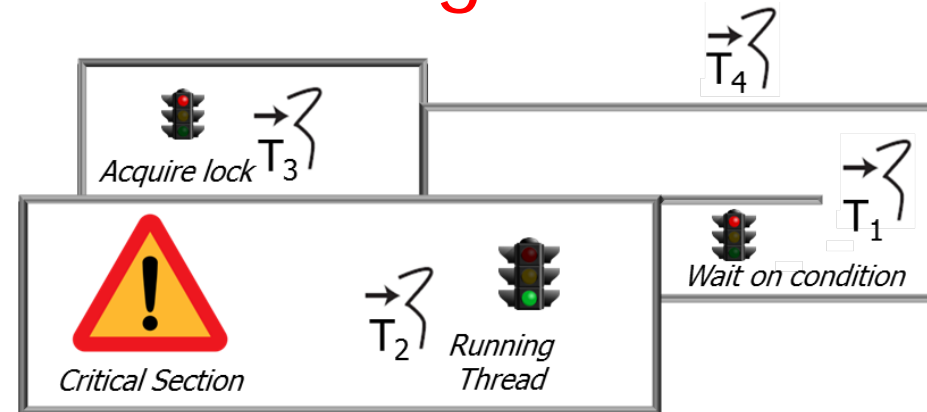 g
T4
Acquire lock
T3
T1
Wait on condition
T2
Running
Thread
Critical Section